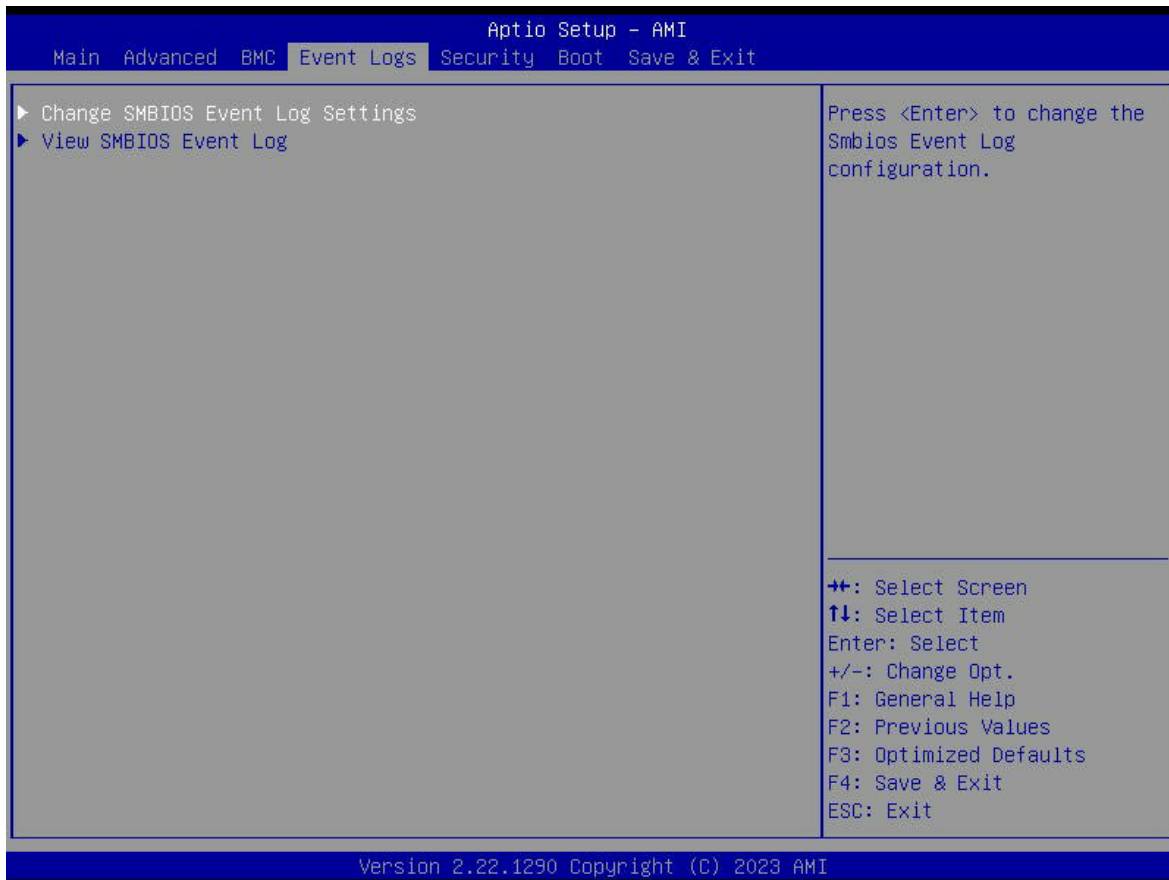 Aptio Setup – AMI
Main Advanced BMC Event Logs Security Boot Save & Exit
▶ Change SMBIOS Event Log Settings
▶ View SMBIOS Event Log
Press <Enter> to change the
Smbios Event Log
configuration.
→←: Select Screen
↑↓: Select Item
Enter: Select
+/-: Change Opt.
F1: General Help
F2: Previous Values
F3: Optimized Defaults
F4: Save & Exit
ESC: Exit
Version 2.22.1290 Copyright (C) 2023 AMI